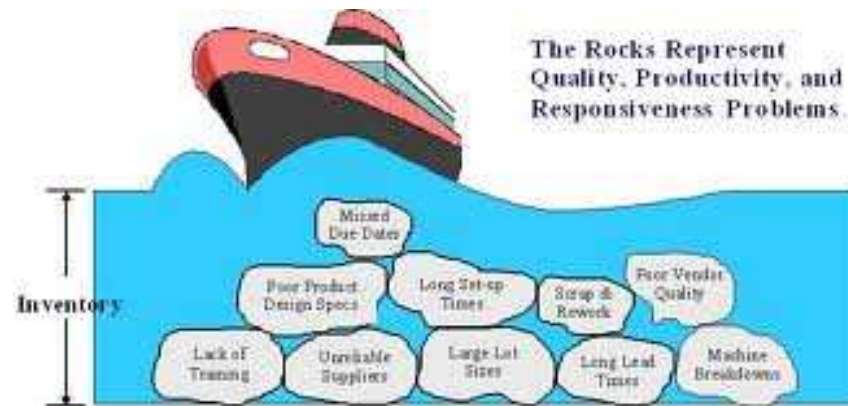 The Rocks Represent
Quality, Productivity, and
Responsiveness Problems.
Missed
Due Dates
Poor Product
Design Specs
Long Set-up
Times
Scrap &
Rework
Poor Vendor
Quality
Inventory
Lack of
Training
Unreliable
Suppliers
Large Lot
Sizes
Long Lead
Times
Machine
Breakdowns